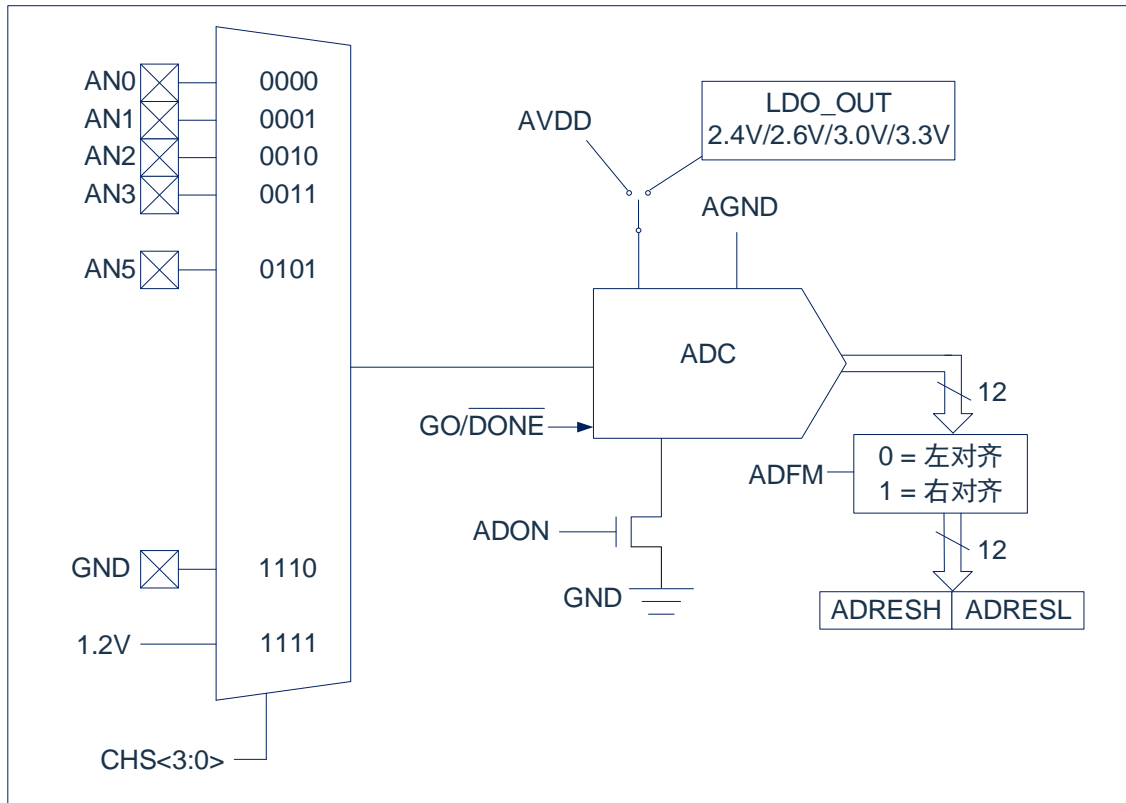 AN0
0000
AN1
0001
AN2
0010
AN3
0011
AN5
0101
GND
1110
1.2V
1111
CHS<3:0>
AVDD
LDO_OUT
2.4V/2.6V/3.0V/3.3V
AGND
ADC
GO/DONE
ADON
GND
12
ADFM
0 = 左对齐
1 = 右对齐
12
ADRESH
ADRESL